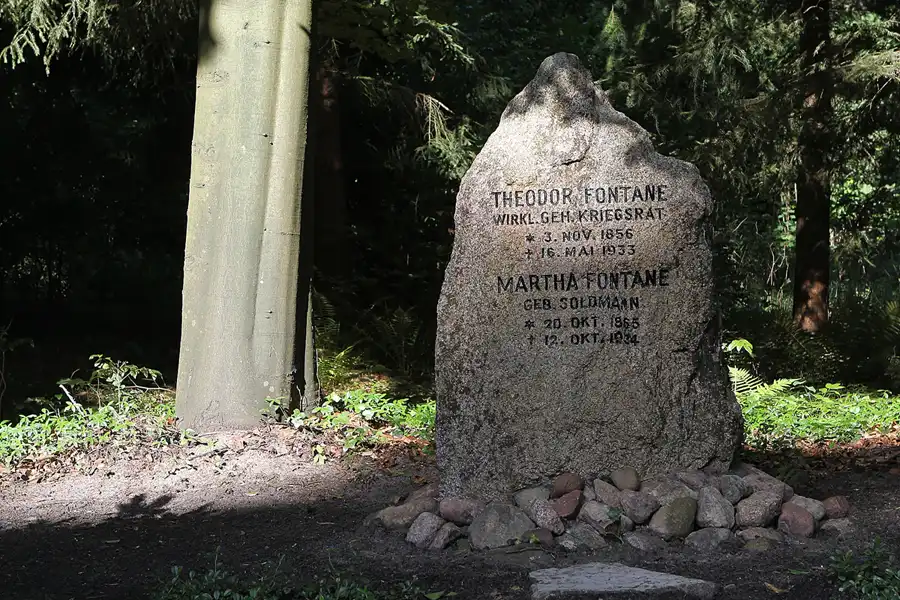 THEODOR FONTANE
WIRKL. GEH. KRIEGSRAT
* 3. NOV. 1856
+ 16. MAI 1933
MARTHA FONTANE
GEB. SOLDMANN
* 20. OKT. 1865
+ 12. OKT. 1934